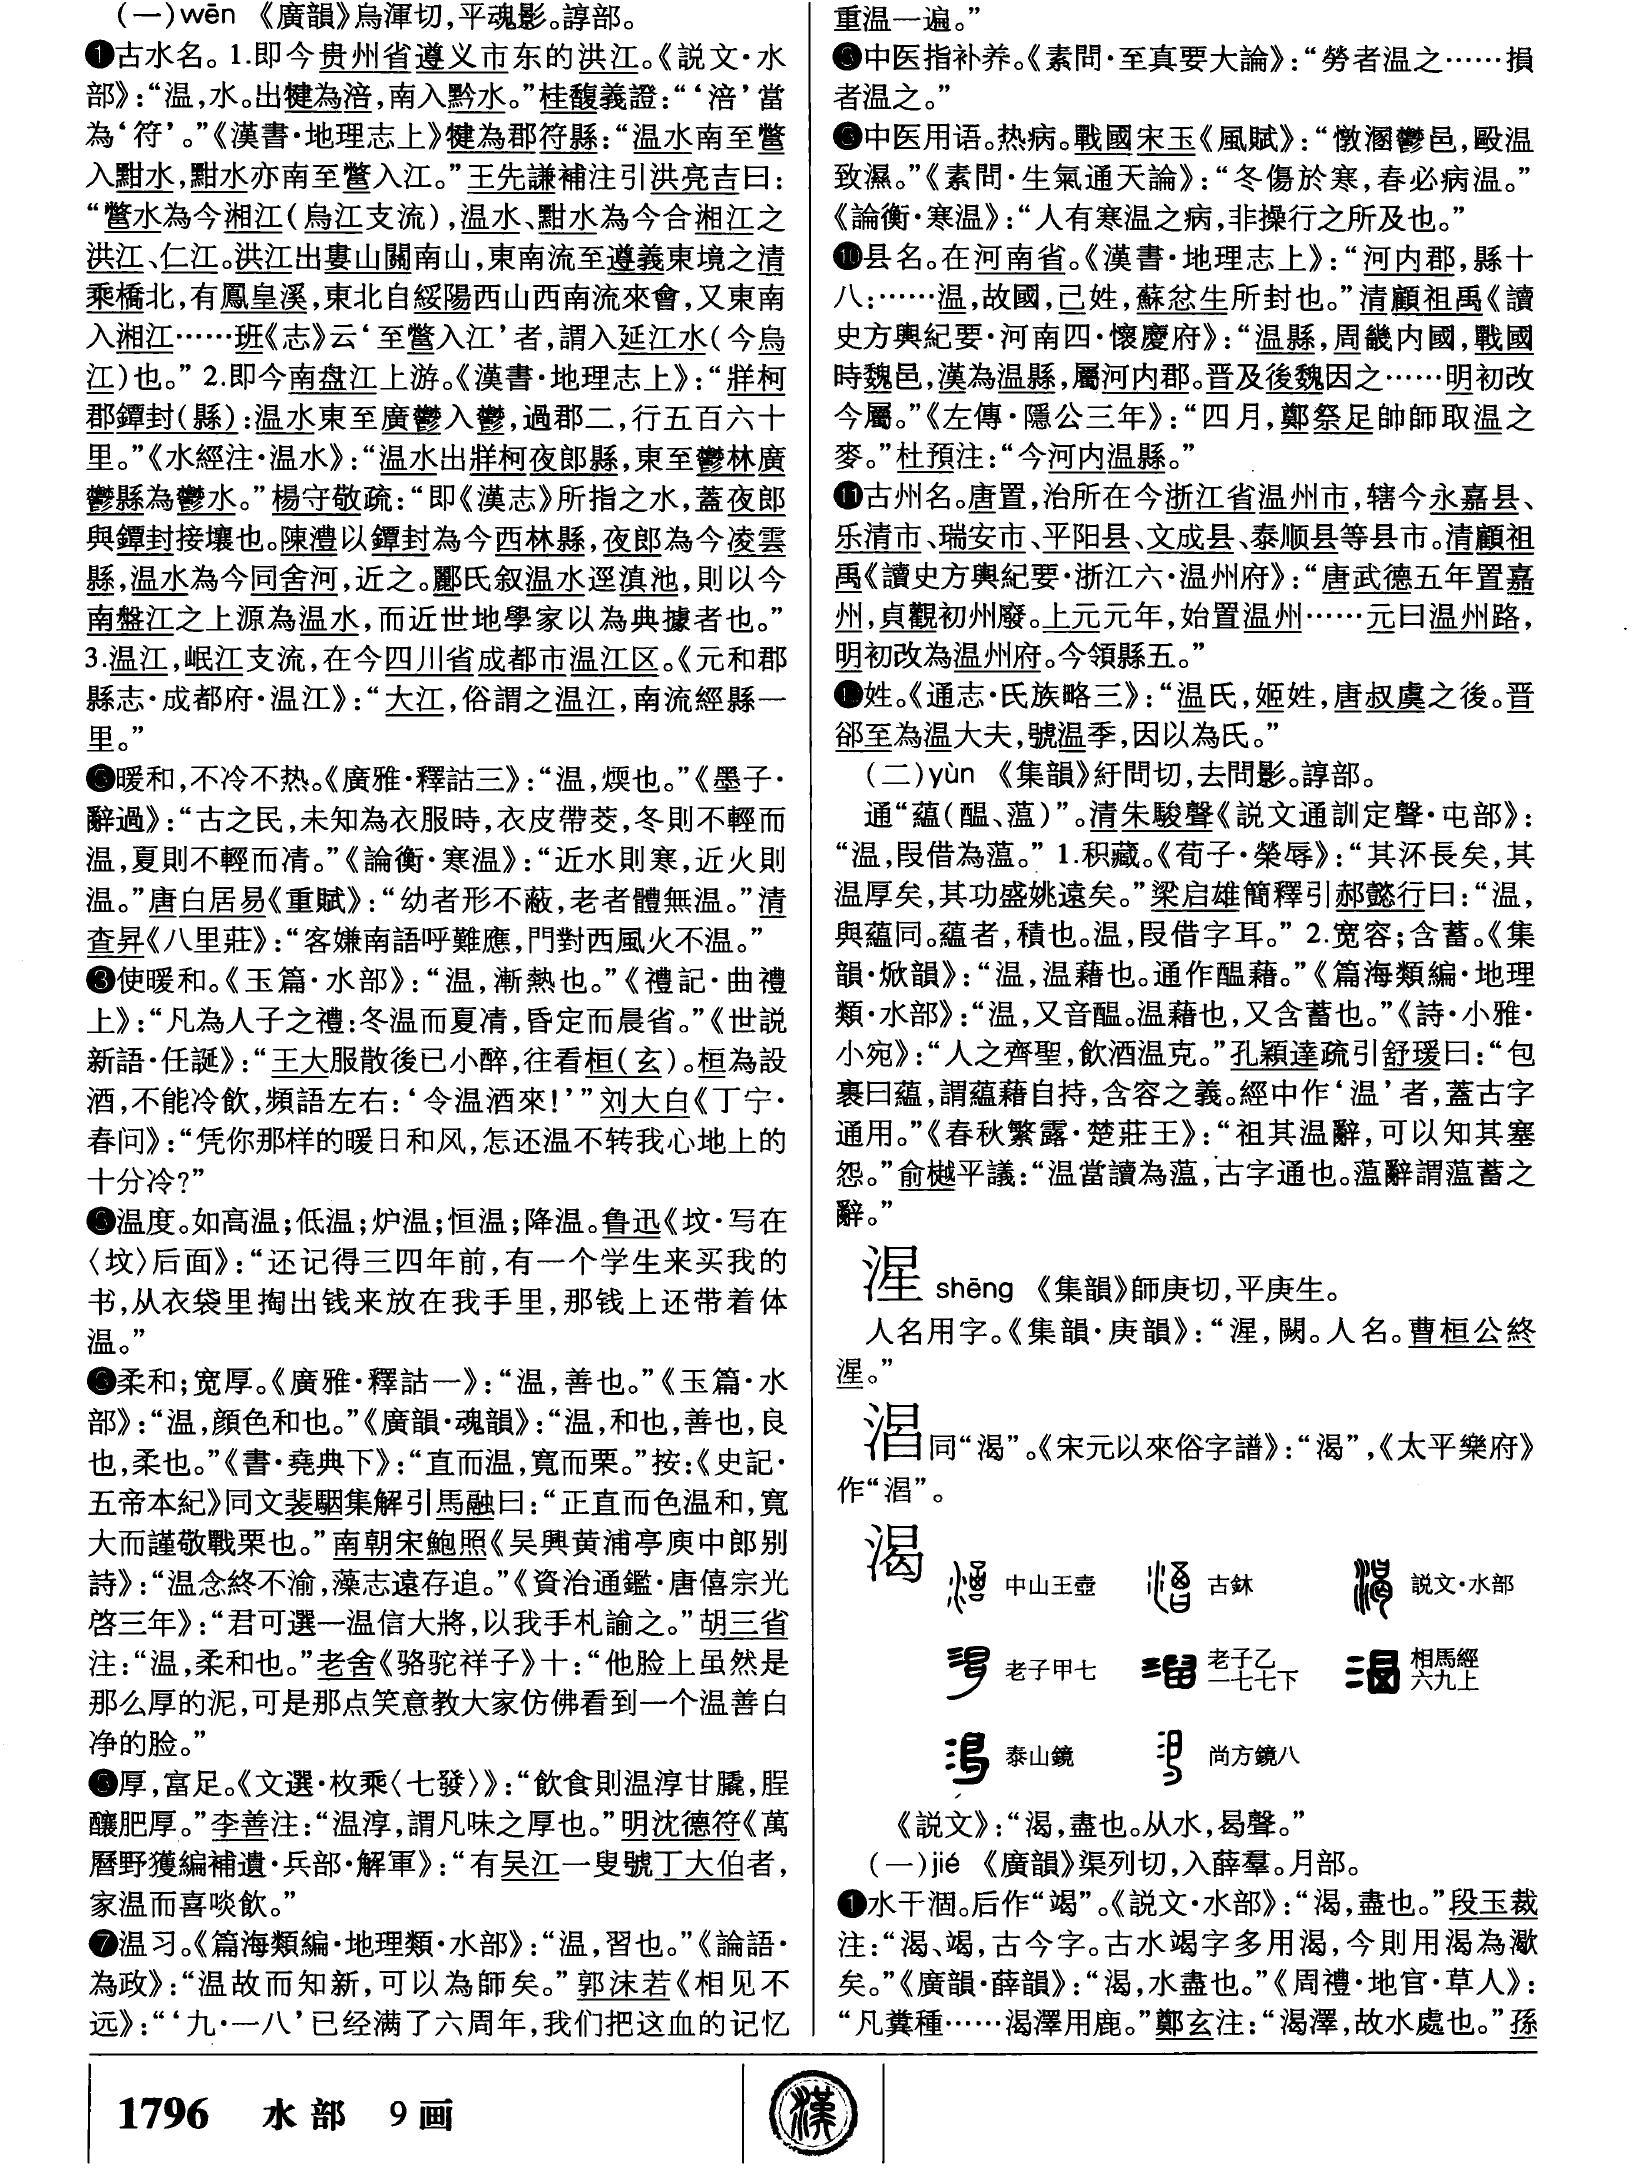 (一)wēn 《廣韻》烏渾切,平魂影。諄部。
❶古水名。1.即今贵州省遵义市东的洪江。《説文·水
部》:“温,水。出犍為涪,南入黔水。”桂馥義證:“‘涪’當
為‘符’。”《漢書·地理志上》犍為郡符縣:“温水南至鄨
入黚水,黚水亦南至鄨入江。”王先謙補注引洪亮吉曰:
“鄨水為今湘江(烏江支流),温水、黚水為今合湘江之
洪江、仁江。洪江出婁山關南山,東南流至遵義東境之清
乘橋北,有鳳皇溪,東北自綏陽西山西南流來會,又東南
入湘江……班《志》云‘至鄨入江’者,謂入延江水(今烏
江)也。” 2.即今南盘江上游。《漢書·地理志上》:“牂柯
郡鐔封(縣):温水東至廣鬱入鬱,過郡二,行五百六十
里。”《水經注·温水》:“温水出牂柯夜郎縣,東至鬱林廣
鬱縣為鬱水。”楊守敬疏:“即《漢志》所指之水,蓋夜郎
與鐔封接壤也。陳澧以鐔封為今西林縣,夜郎為今凌雲
縣,温水為今同舍河,近之。酈氏叙温水逕滇池,則以今
南盤江之上源為温水,而近世地學家以為典據者也。”
3.温江,岷江支流,在今四川省成都市温江区。《元和郡
縣志·成都府·温江》:“大江,俗謂之温江,南流經縣一
里。”
暖和,不冷不热。《廣雅·釋詁三》:“温,煗也。”《墨子·
辭過》:“古之民,未知為衣服時,衣皮帶茭,冬則不輕而
温,夏則不輕而凊。”《論衡·寒温》:“近水則寒,近火則
温。”唐白居易《重賦》:“幼者形不蔽,老者體無温。”清
查昇《八里莊》:“客嫌南語呼難應,門對西風火不温。”
❸使暖和。《玉篇·水部》:“温,漸熱也。”《禮記·曲禮
上》:“凡為人子之禮:冬温而夏凊,昏定而晨省。”《世説
新語·任誕》:“王大服散後已小醉,往看桓(玄)。桓為設
酒,不能冷飲,頻語左右:‘令温酒來!’”刘大白《丁宁·
春问》:“凭你那样的暖日和风,怎还温不转我心地上的
十分冷?”
温度。如高温;低温;炉温;恒温;降温。鲁迅《坟·写在
〈坟〉后面》:“还记得三四年前,有一个学生来买我的
书,从衣袋里掏出钱来放在我手里,那钱上还带着体
温。”
柔和;宽厚。《廣雅·釋詁一》:“温,善也。”《玉篇·水
部》:“温,顔色和也。”《廣韻·魂韻》:“温,和也,善也,良
也,柔也。”《書·堯典下》:“直而温,寬而栗。”按:《史記·
五帝本紀》同文裴駰集解引馬融曰:“正直而色温和,寬
大而謹敬戰栗也。”南朝宋鮑照《吴興黄浦亭庾中郎别
詩》:“温念終不渝,藻志遠存追。”《資治通鑑·唐僖宗光
啓三年》:“君可選一温信大將,以我手札諭之。”胡三省
注:“温,柔和也。”老舍《骆驼祥子》十:“他脸上虽然是
那么厚的泥,可是那点笑意教大家仿佛看到一个温善白
净的脸。”
厚,富足。《文選·枚乘〈七發〉》:“飲食則温淳甘膬,脭
醲肥厚。”李善注:“温淳,謂凡味之厚也。”明沈德符《萬
曆野獲編補遺·兵部·解軍》:“有吴江一叟號丁大伯者,
家温而喜啖飲。”
❼温习。《篇海類編·地理類·水部》:“温,習也。”《論語·
為政》:“温故而知新,可以為師矣。”郭沫若《相见不
远》:“‘九·一八’已经满了六周年,我们把这血的记忆
重温一遍。”
中医指补养。《素問·至真要大論》:“勞者温之……損
者温之。”
中医用语。热病。戰國宋玉《風賦》:“憞溷鬱邑,毆温
致濕。”《素問·生氣通天論》:“冬傷於寒,春必病温。”
《論衡·寒温》:“人有寒温之病,非操行之所及也。”
❿县名。在河南省。《漢書·地理志上》:“河内郡,縣十
八:……温,故國,己姓,蘇忿生所封也。”清顧祖禹《讀
史方輿紀要·河南四·懷慶府》:“温縣,周畿内國,戰國
時魏邑,漢為温縣,屬河内郡。晋及後魏因之……明初改
今屬。”《左傳·隱公三年》:“四月,鄭祭足帥師取温之
麥。”杜預注:“今河内温縣。”
⓫古州名。唐置,治所在今浙江省温州市,辖今永嘉县、
乐清市、瑞安市、平阳县、文成县、泰顺县等县市。清顧祖
禹《讀史方輿紀要·浙江六·温州府》:“唐武德五年置嘉
州,貞觀初州廢。上元元年,始置温州……元曰温州路,
明初改為温州府。今領縣五。”
姓。《通志·氏族略三》:“温氏,姬姓,唐叔虞之後。晋
郤至為温大夫,號温季,因以為氏。”
(二)yùn 《集韻》紆問切,去問影。諄部。
通“藴(醖、薀)”。清朱駿聲《説文通訓定聲·屯部》:
“温,叚借為薀。” 1.积藏。《荀子·榮辱》:“其㳅長矣,其
温厚矣,其功盛姚遠矣。”梁启雄簡釋引郝懿行曰:“温,
與藴同。藴者,積也。温,叚借字耳。” 2.宽容;含蓄。《集
韻·焮韻》:“温,温藉也。通作醖藉。”《篇海類編·地理
類·水部》:“温,又音醖。温藉也,又含蓄也。”《詩·小雅·
小宛》:“人之齊聖,飲酒温克。”孔穎達疏引舒瑗曰:“包
裹曰藴,謂藴藉自持,含容之義。經中作‘温’者,蓋古字
通用。”《春秋繁露·楚莊王》:“祖其温辭,可以知其塞
怨。”俞樾平議:“温當讀為薀,古字通也。薀辭謂薀蓄之
辭。”
湦 shēng 《集韻》師庚切,平庚生。
人名用字。《集韻·庚韻》:“湦,闕。人名。曹桓公終
湦。”
㴧同“渴”。《宋元以來俗字譜》:“渴”,《太平樂府》
作“㴧”。
渴 中山王壺 古鉨 説文·水部
老子甲七 老子乙一七七下 相馬經六九上
泰山鏡 尚方鏡八
《説文》:“渴,盡也。从水,曷聲。”
(一)jié 《廣韻》渠列切,入薛羣。月部。
❶水干涸。后作“竭”。《説文·水部》:“渴,盡也。”段玉裁
注:“渴、竭,古今字。古水竭字多用渴,今則用渴為㵣
矣。”《廣韻·薛韻》:“渴,水盡也。”《周禮·地官·草人》:
“凡糞種……渴澤用鹿。”鄭玄注:“渴澤,故水處也。”孫
1796 水部 9画
漢